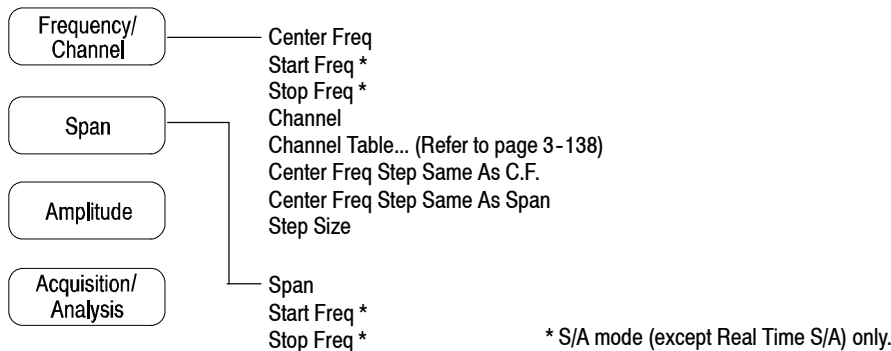 Frequency/
Channel
Center Freq
Start Freq *
Stop Freq *
Channel
Channel Table... (Refer to page 3-138)
Center Freq Step Same As C.F.
Center Freq Step Same As Span
Step Size
Span
Amplitude
Acquisition/
Analysis
Span
Start Freq *
Stop Freq *
* S/A mode (except Real Time S/A) only.